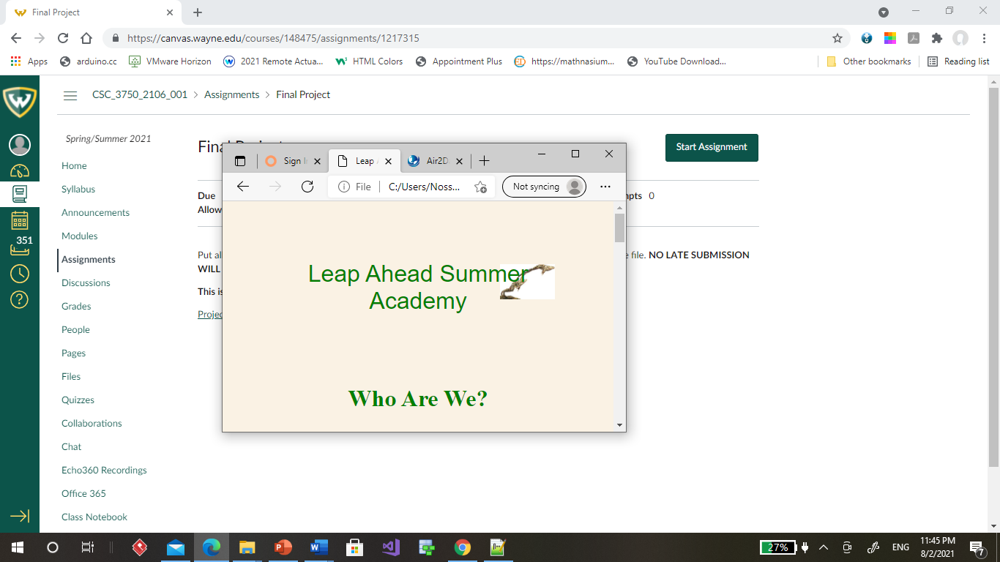 Final Project
https://canvas.wayne.edu/courses/148475/assignments/1217315
Apps
arduino.cc
VMware Horizon
2021 Remote Actua...
HTML Colors
Appointment Plus
https://mathnasium...
YouTube Download...
Other bookmarks
Reading list
CSC_3750_2106_001 > Assignments > Final Project
Spring/Summer 2021
Home
Syllabus
Announcements
Modules
Assignments
Discussions
Grades
People
Pages
Files
Quizzes
Collaborations
Chat
Echo360 Recordings
Office 365
Class Notebook
351
Start Assignment
Due
0
Allow
Put al
e file. NO LATE SUBMISSION
WILL
This is
Projec
Sign I
Leap
Air2D
File
C:/Users/Noss...
Not syncing
Leap Ahead Summer
Academy
Who Are We?
27%
ENG
11:45 PM
8/2/2021
7